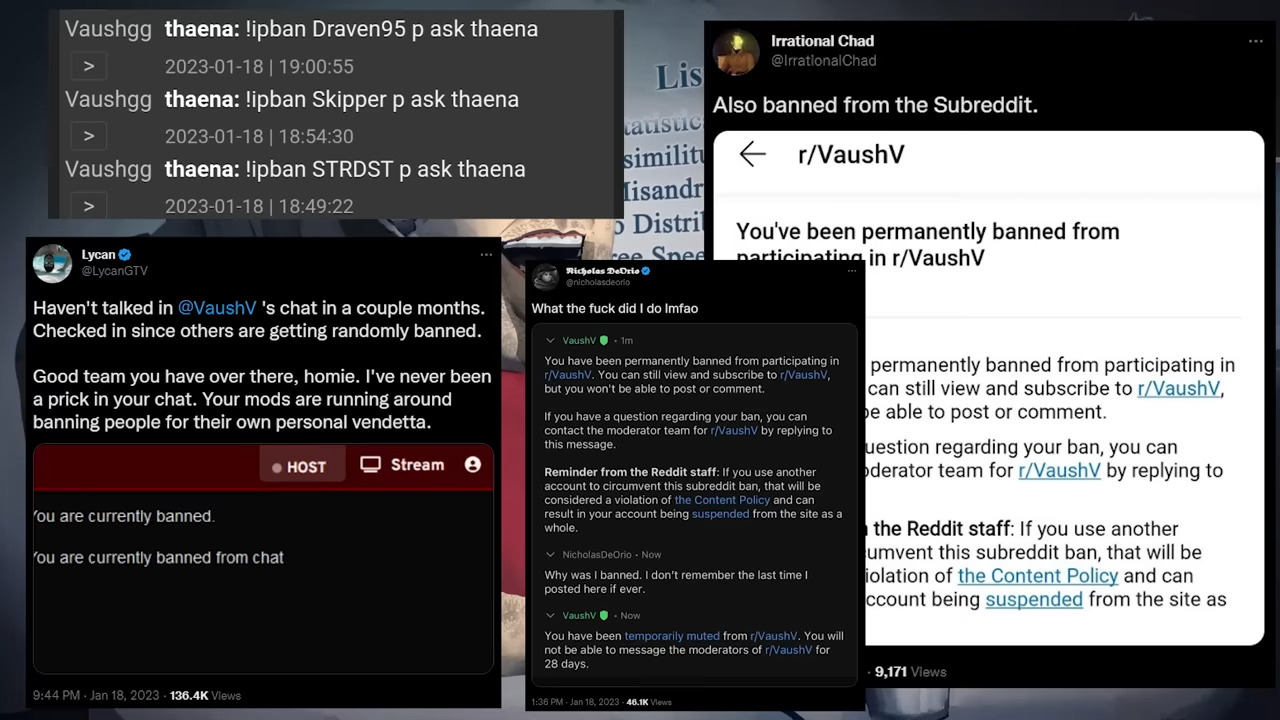 Vaushgg thaena: !ipban Draven95 p ask thaena
> 2023-01-18 | 19:00:55
Vaushgg thaena: !ipban Skipper p ask thaena
> 2023-01-18 | 18:54:30
Vaushgg thaena: !ipban STRDST p ask thaena
> 2023-01-18 | 18:49:22
Lycan
@LycanGTV
Haven't talked in @VaushV 's chat in a couple months.
Checked in since others are getting randomly banned.
Good team you have over there, homie. I've never been
a prick in your chat. Your mods are running around
banning people for their own personal vendetta.
HOST Stream
You are currently banned.
You are currently banned from chat
9:44 PM · Jan 18, 2023 · 136.4K Views
Nicholas DeOrio
@nicholasdeorio
What the fuck did I do lmfao
VaushV • 1m
You have been permanently banned from participating in
r/VaushV. You can still view and subscribe to r/VaushV,
but you won't be able to post or comment.
If you have a question regarding your ban, you can
contact the moderator team for r/VaushV by replying to
this message.
Reminder from the Reddit staff: If you use another
account to circumvent this subreddit ban, that will be
considered a violation of the Content Policy and can
result in your account being suspended from the site as a
whole.
NicholasDeOrio • Now
Why was I banned. I don't remember the last time I
posted here if ever.
VaushV • Now
You have been temporarily muted from r/VaushV. You will
not be able to message the moderators of r/VaushV for
28 days.
1:36 PM · Jan 18, 2023 · 46.1K Views
Irrational Chad
@IrrationalChad
Also banned from the Subreddit.
r/VaushV
You've been permanently banned from
participating in r/VaushV
permanently banned from participating in
can still view and subscribe to r/VaushV,
be able to post or comment.
question regarding your ban, you can
by replying to
r/VaushV
the Reddit staff: If you use another
this subreddit ban, that will be
the Content Policy and can
account being suspended from the site as
· 9,171 Views